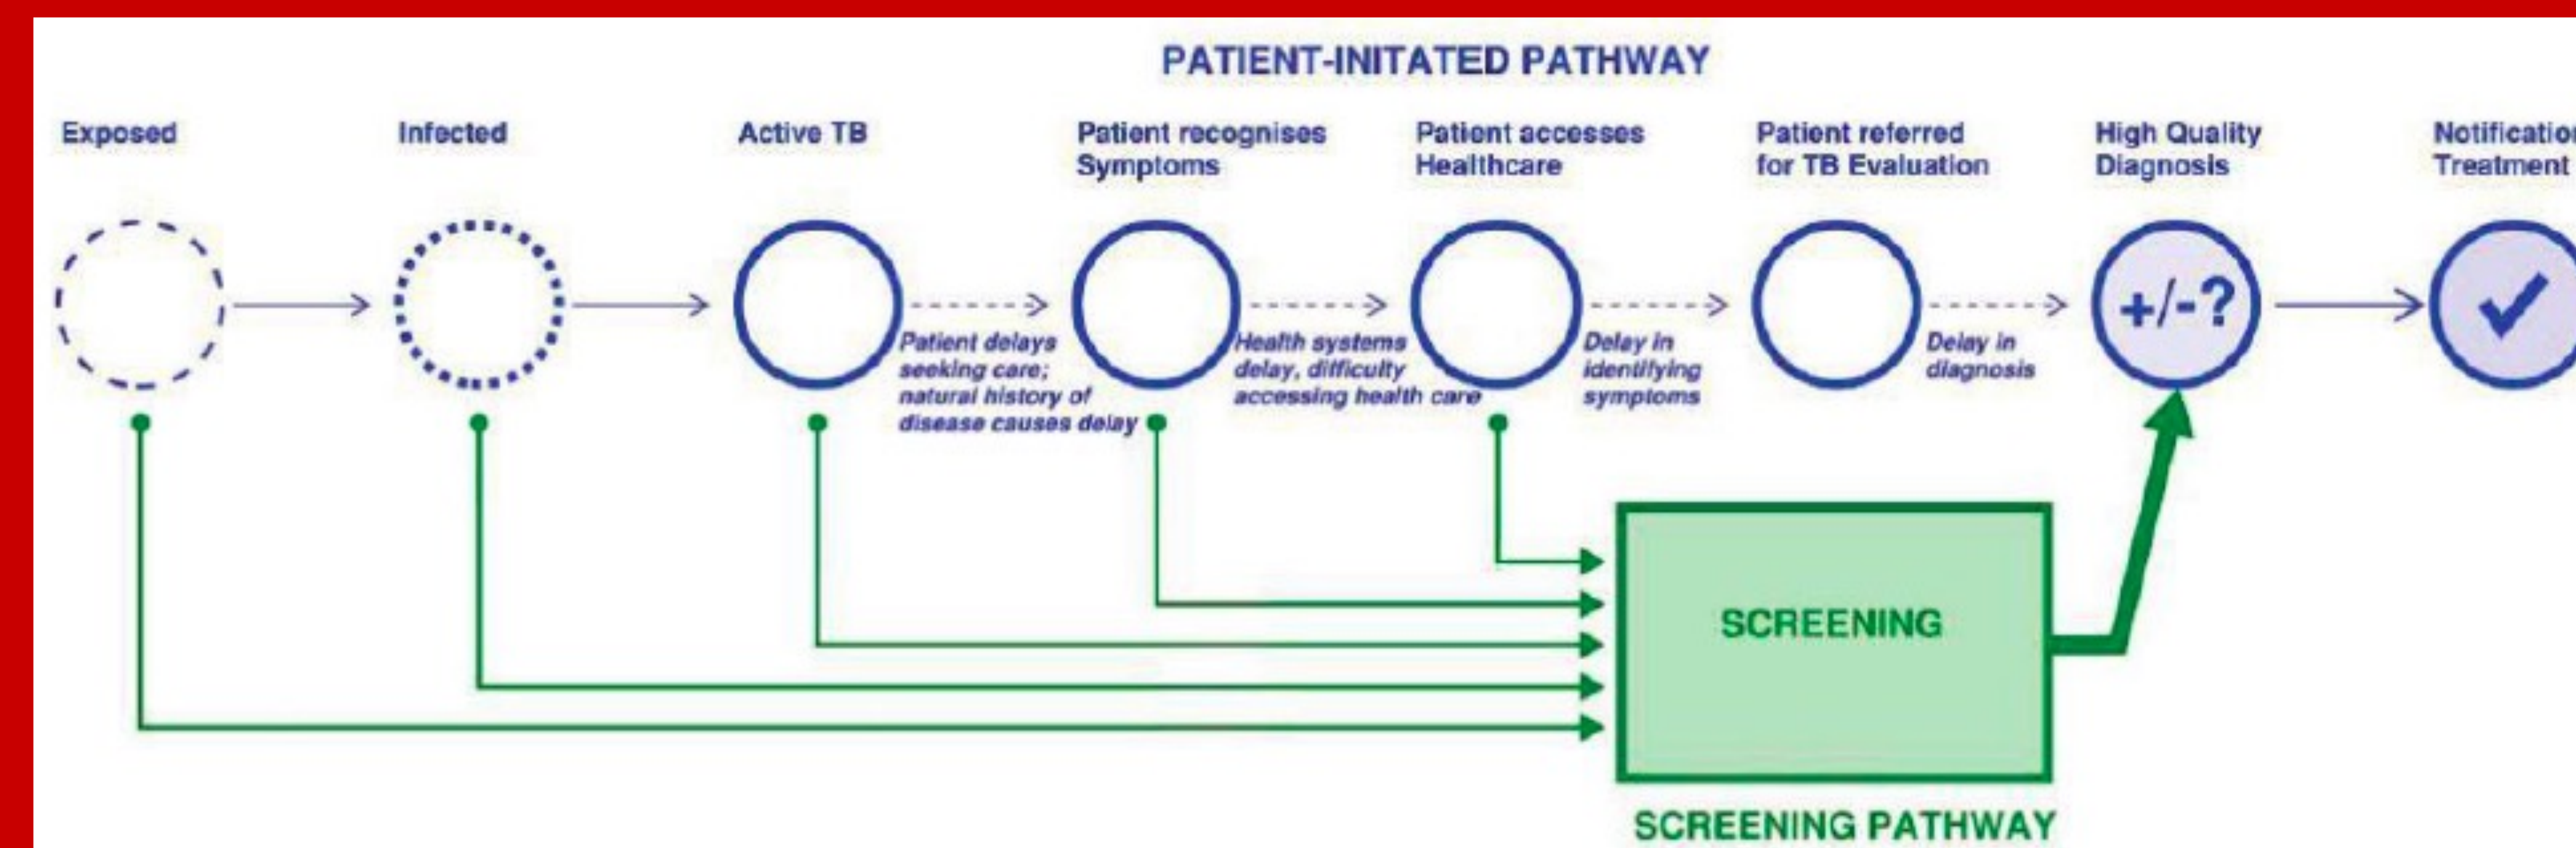 PATIENT-INITATED PATHWAY
Exposed
Infected
Active TB
Patient recognises
Symptoms
Patient accesses
Healthcare
Patient referred
for TB Evaluation
High Quality
Diagnosis
Notification
Treatment
+/-?
Patient delays
seeking care;
natural history of
disease causes delay
Health systems
delay, difficulty
accessing health care
Delay in
identifying
symptoms
Delay in
diagnosis
SCREENING
SCREENING PATHWAY